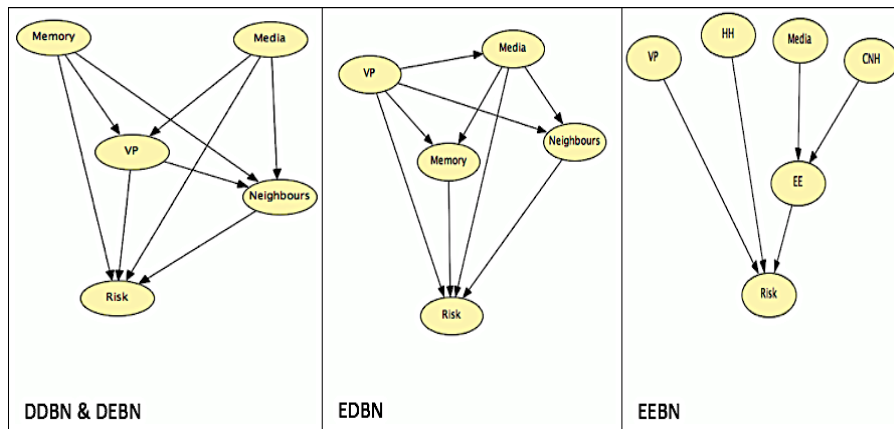 Memory
Media
VP
Neighbours
Risk
DDBN & DEBN
VP
Media
Memory
Neighbours
Risk
EDBN
VP
HH
Media
CNH
EE
Risk
EEBN